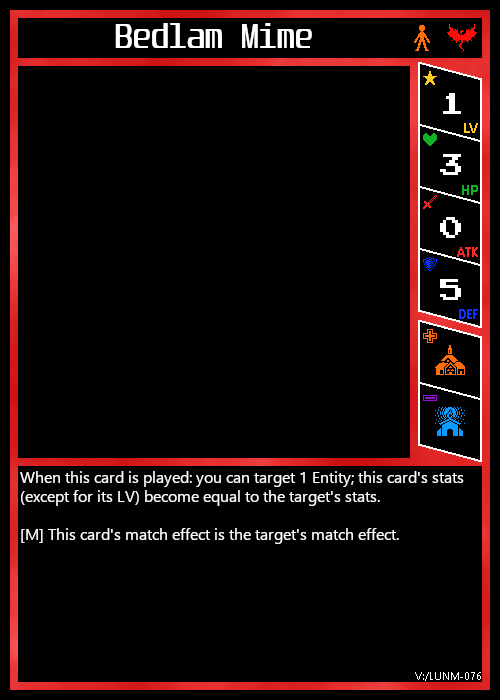 Bedlam Mime
1
LV
3
HP
0
ATK
5
DEF
When this card is played: you can target 1 Entity; this card's stats
(except for its LV) become equal to the target's stats.
[M] This card's match effect is the target's match effect.
V:/LUNM-076